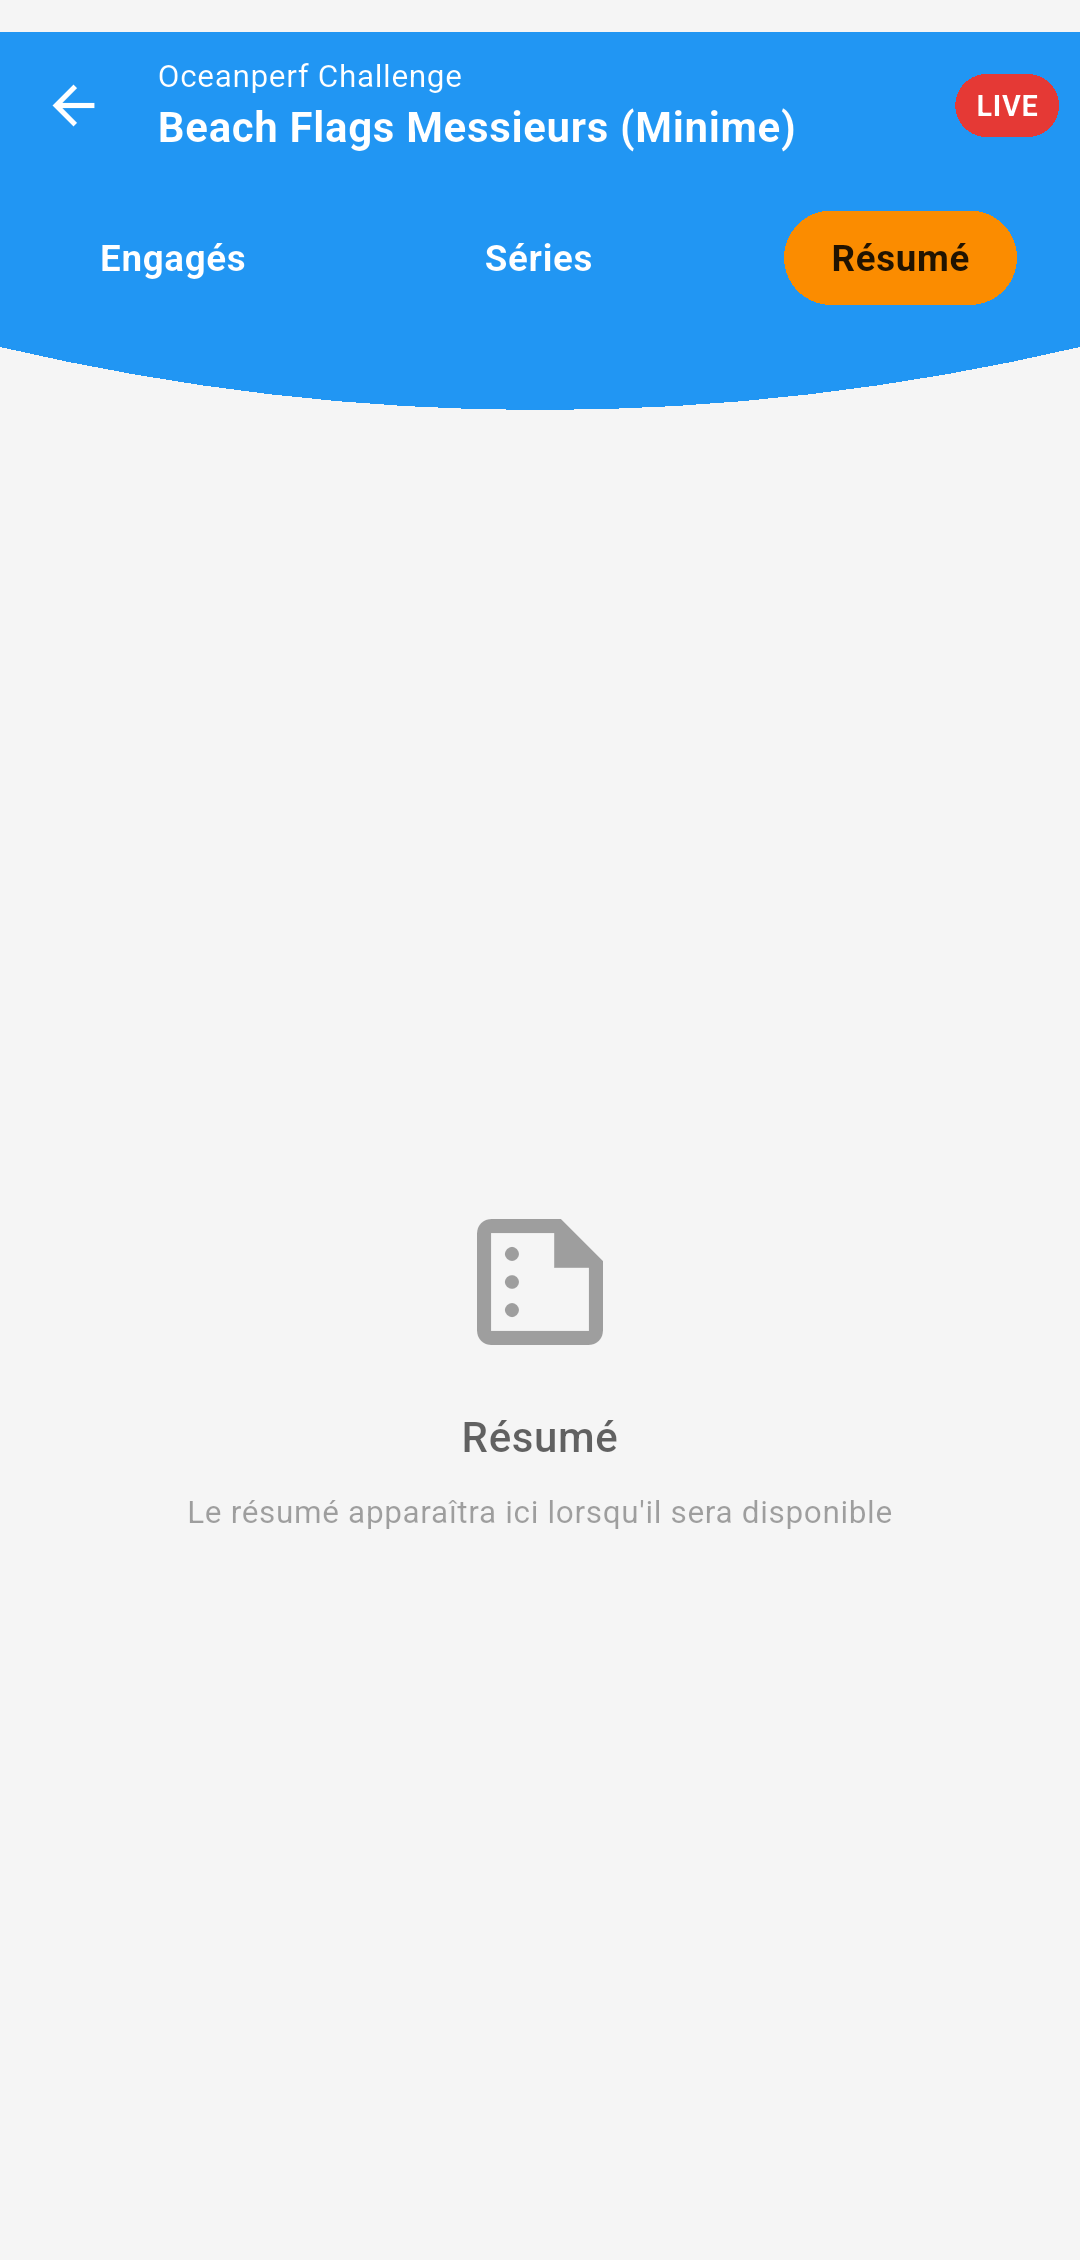 Oceanperf Challenge
Beach Flags Messieurs (Minime)
LIVE
Engagés
Séries
Résumé
Résumé
Le résumé apparaîtra ici lorsqu'il sera disponible